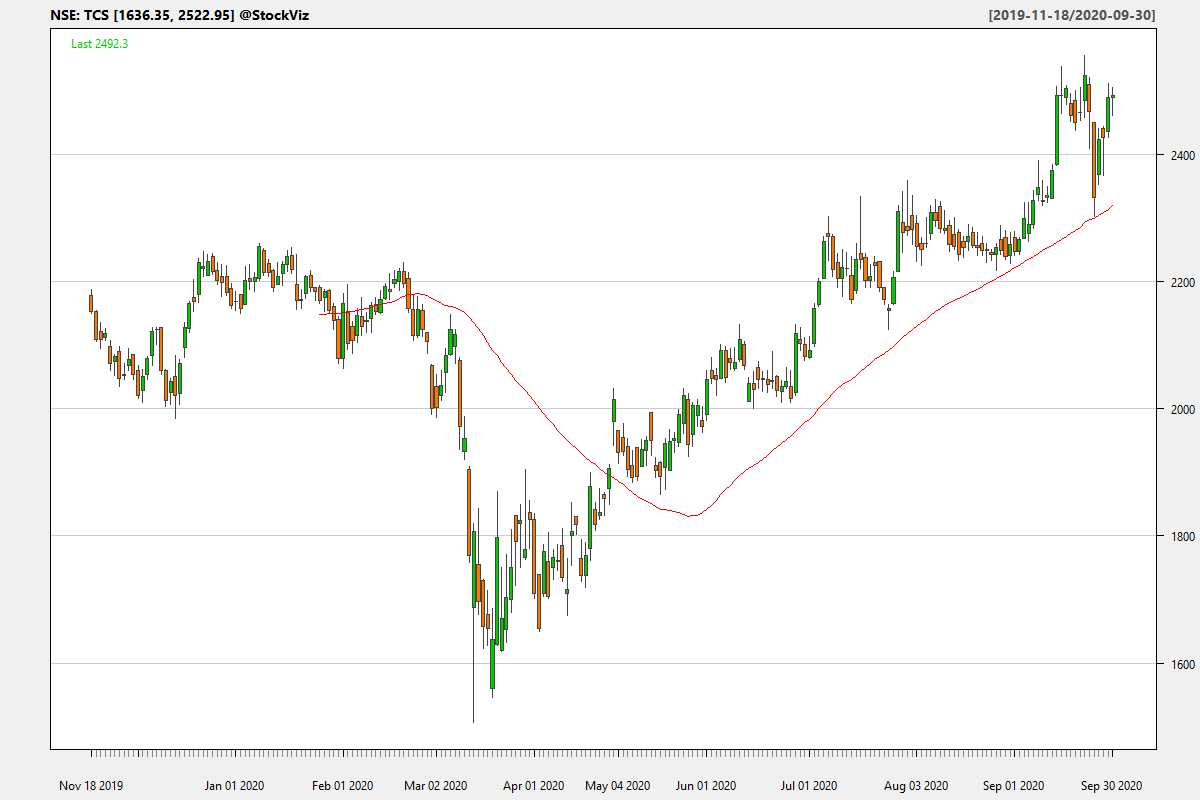 NSE: TCS [1636.35, 2522.95] @StockViz
[2019-11-18/2020-09-30]
Last 2492.3
2400
2200
2000
1800
1600
Nov 18 2019
Jan 01 2020
Feb 01 2020
Mar 02 2020
Apr 01 2020
May 04 2020
Jun 01 2020
Jul 01 2020
Aug 03 2020
Sep 01 2020
Sep 30 2020